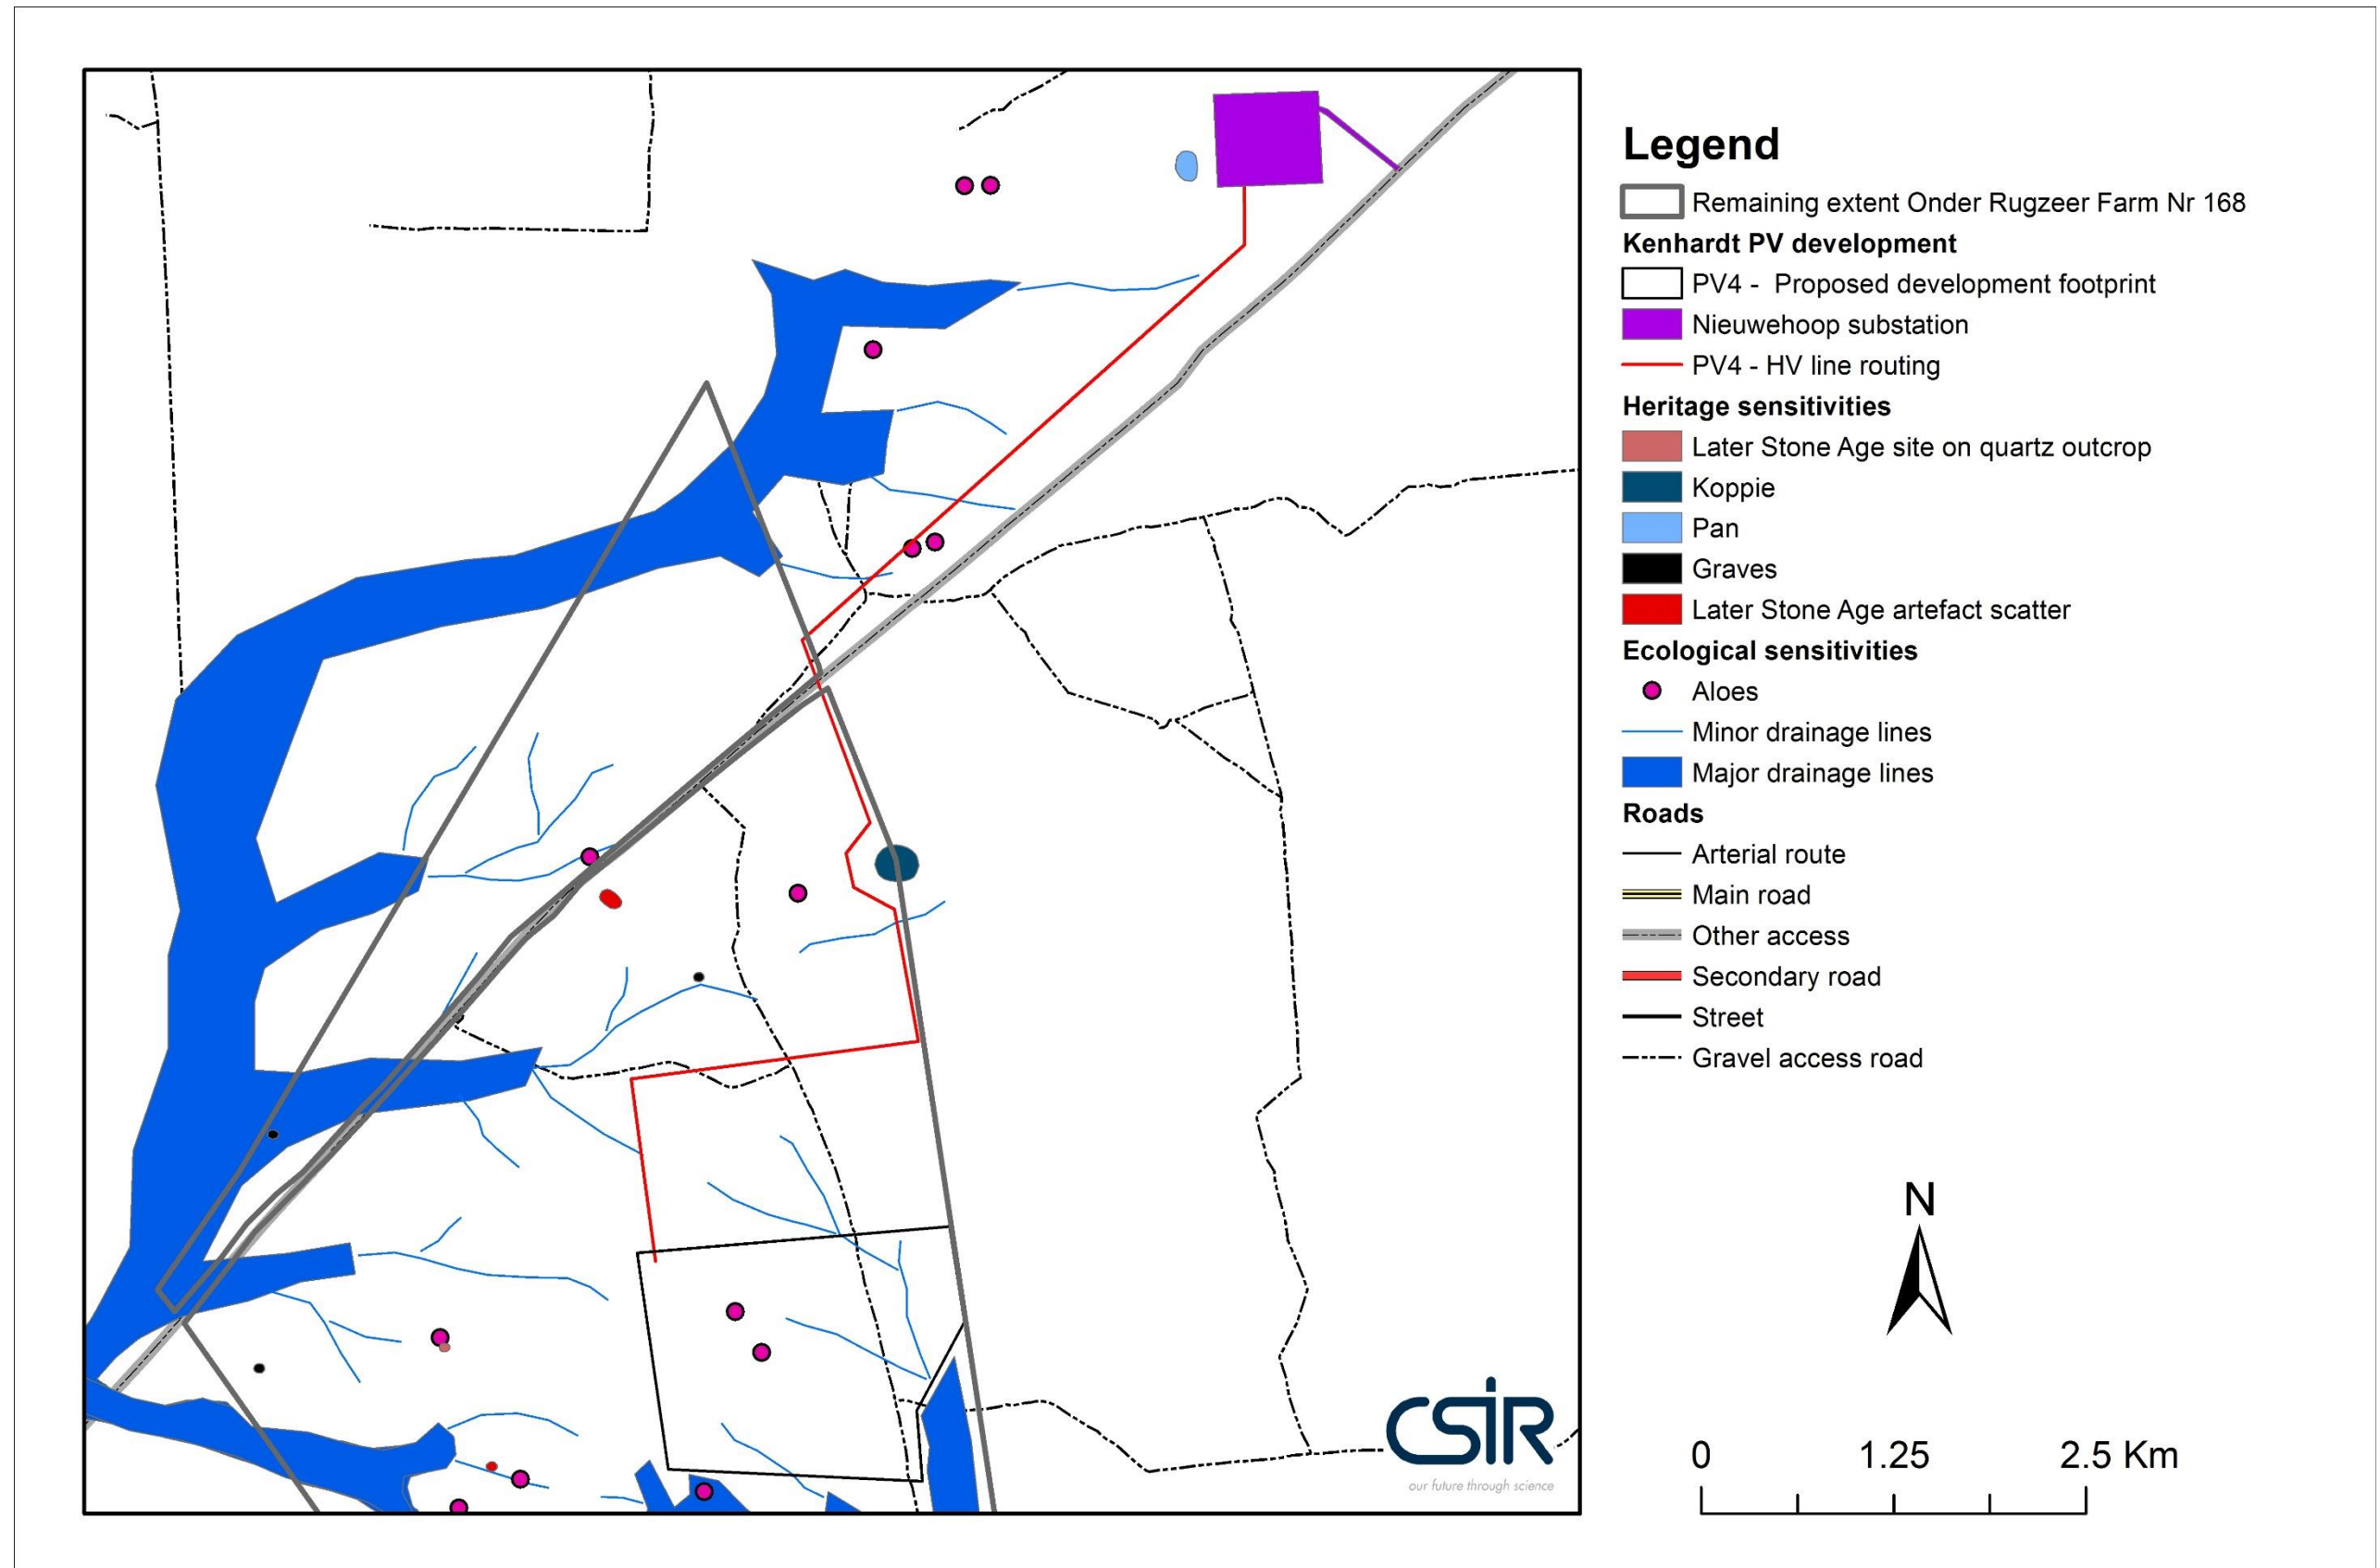 Legend
Remaining extent Onder Rugzeer Farm Nr 168
Kenhardt PV development
PV4 - Proposed development footprint
Nieuwehoop substation
PV4 - HV line routing
Heritage sensitivities
Later Stone Age site on quartz outcrop
Koppie
Pan
Graves
Later Stone Age artefact scatter
Ecological sensitivities
Aloes
Minor drainage lines
Major drainage lines
Roads
Arterial route
Main road
Other access
Secondary road
Street
Gravel access road
N
CSIR
our future through science
0 1.25 2.5 Km